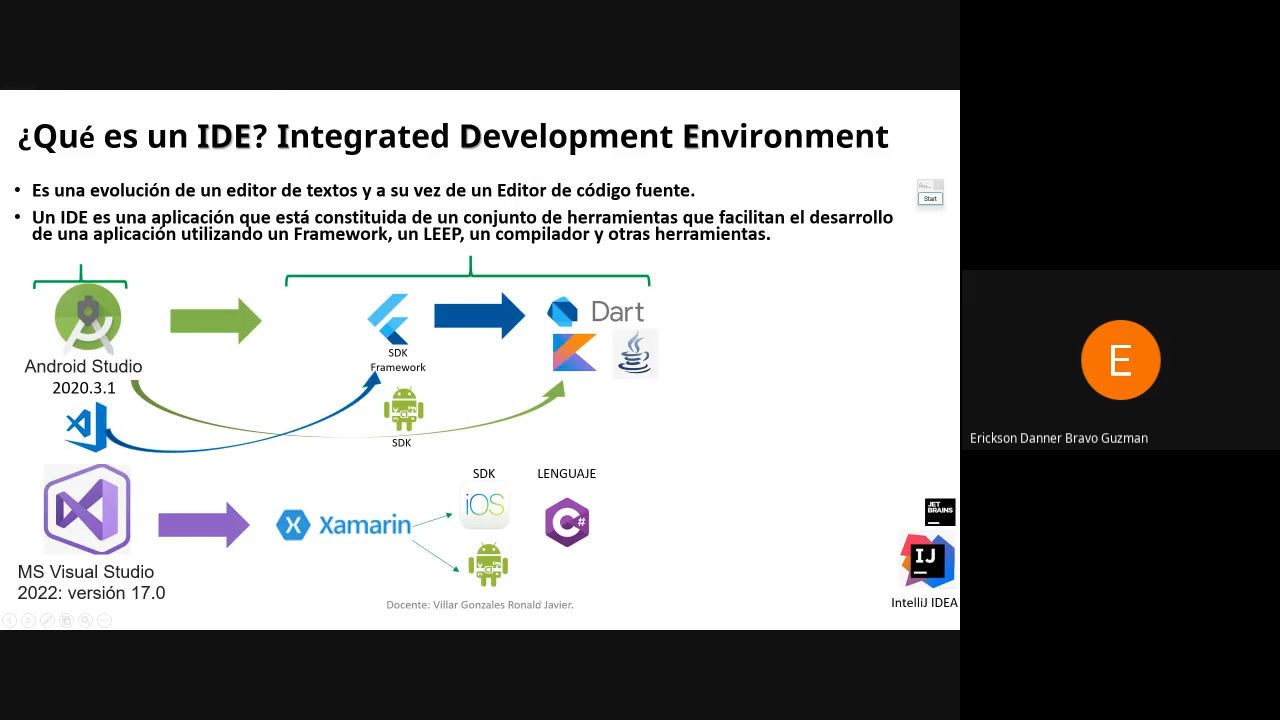 ¿Qué es un IDE? Integrated Development Environment
• Es una evolución de un editor de textos y a su vez de un Editor de código fuente.
• Un IDE es una aplicación que está constituida de un conjunto de herramientas que facilitan el desarrollo
de una aplicación utilizando un Framework, un LEEP, un compilador y otras herramientas.
Poi...
Start
Dart
SDK
Framework
Android Studio
2020.3.1
SDK
SDK
LENGUAJE
iOS
C#
Xamarin
MS Visual Studio
2022: versión 17.0
JET
BRAINS
IJ
IntelliJ IDEA
Docente: Villar Gonzales Ronald Javier.
E
Erickson Danner Bravo Guzman